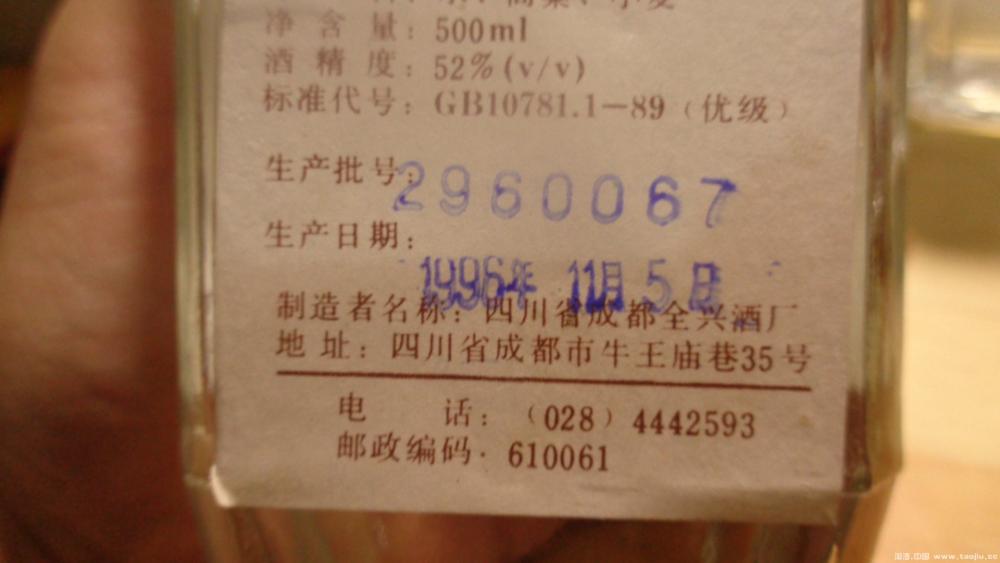 净含量：500ml
酒精度：52%(v/v)
标准代号：GB10781.1—89（优级）
生产批号：2960067
生产日期：
1996年 11月 5日
制造者名称：四川省成都全兴酒厂
地址：四川省成都市牛王庙巷35号
电话：（028）4442593
邮政编码·610061
www.taojiu.cc